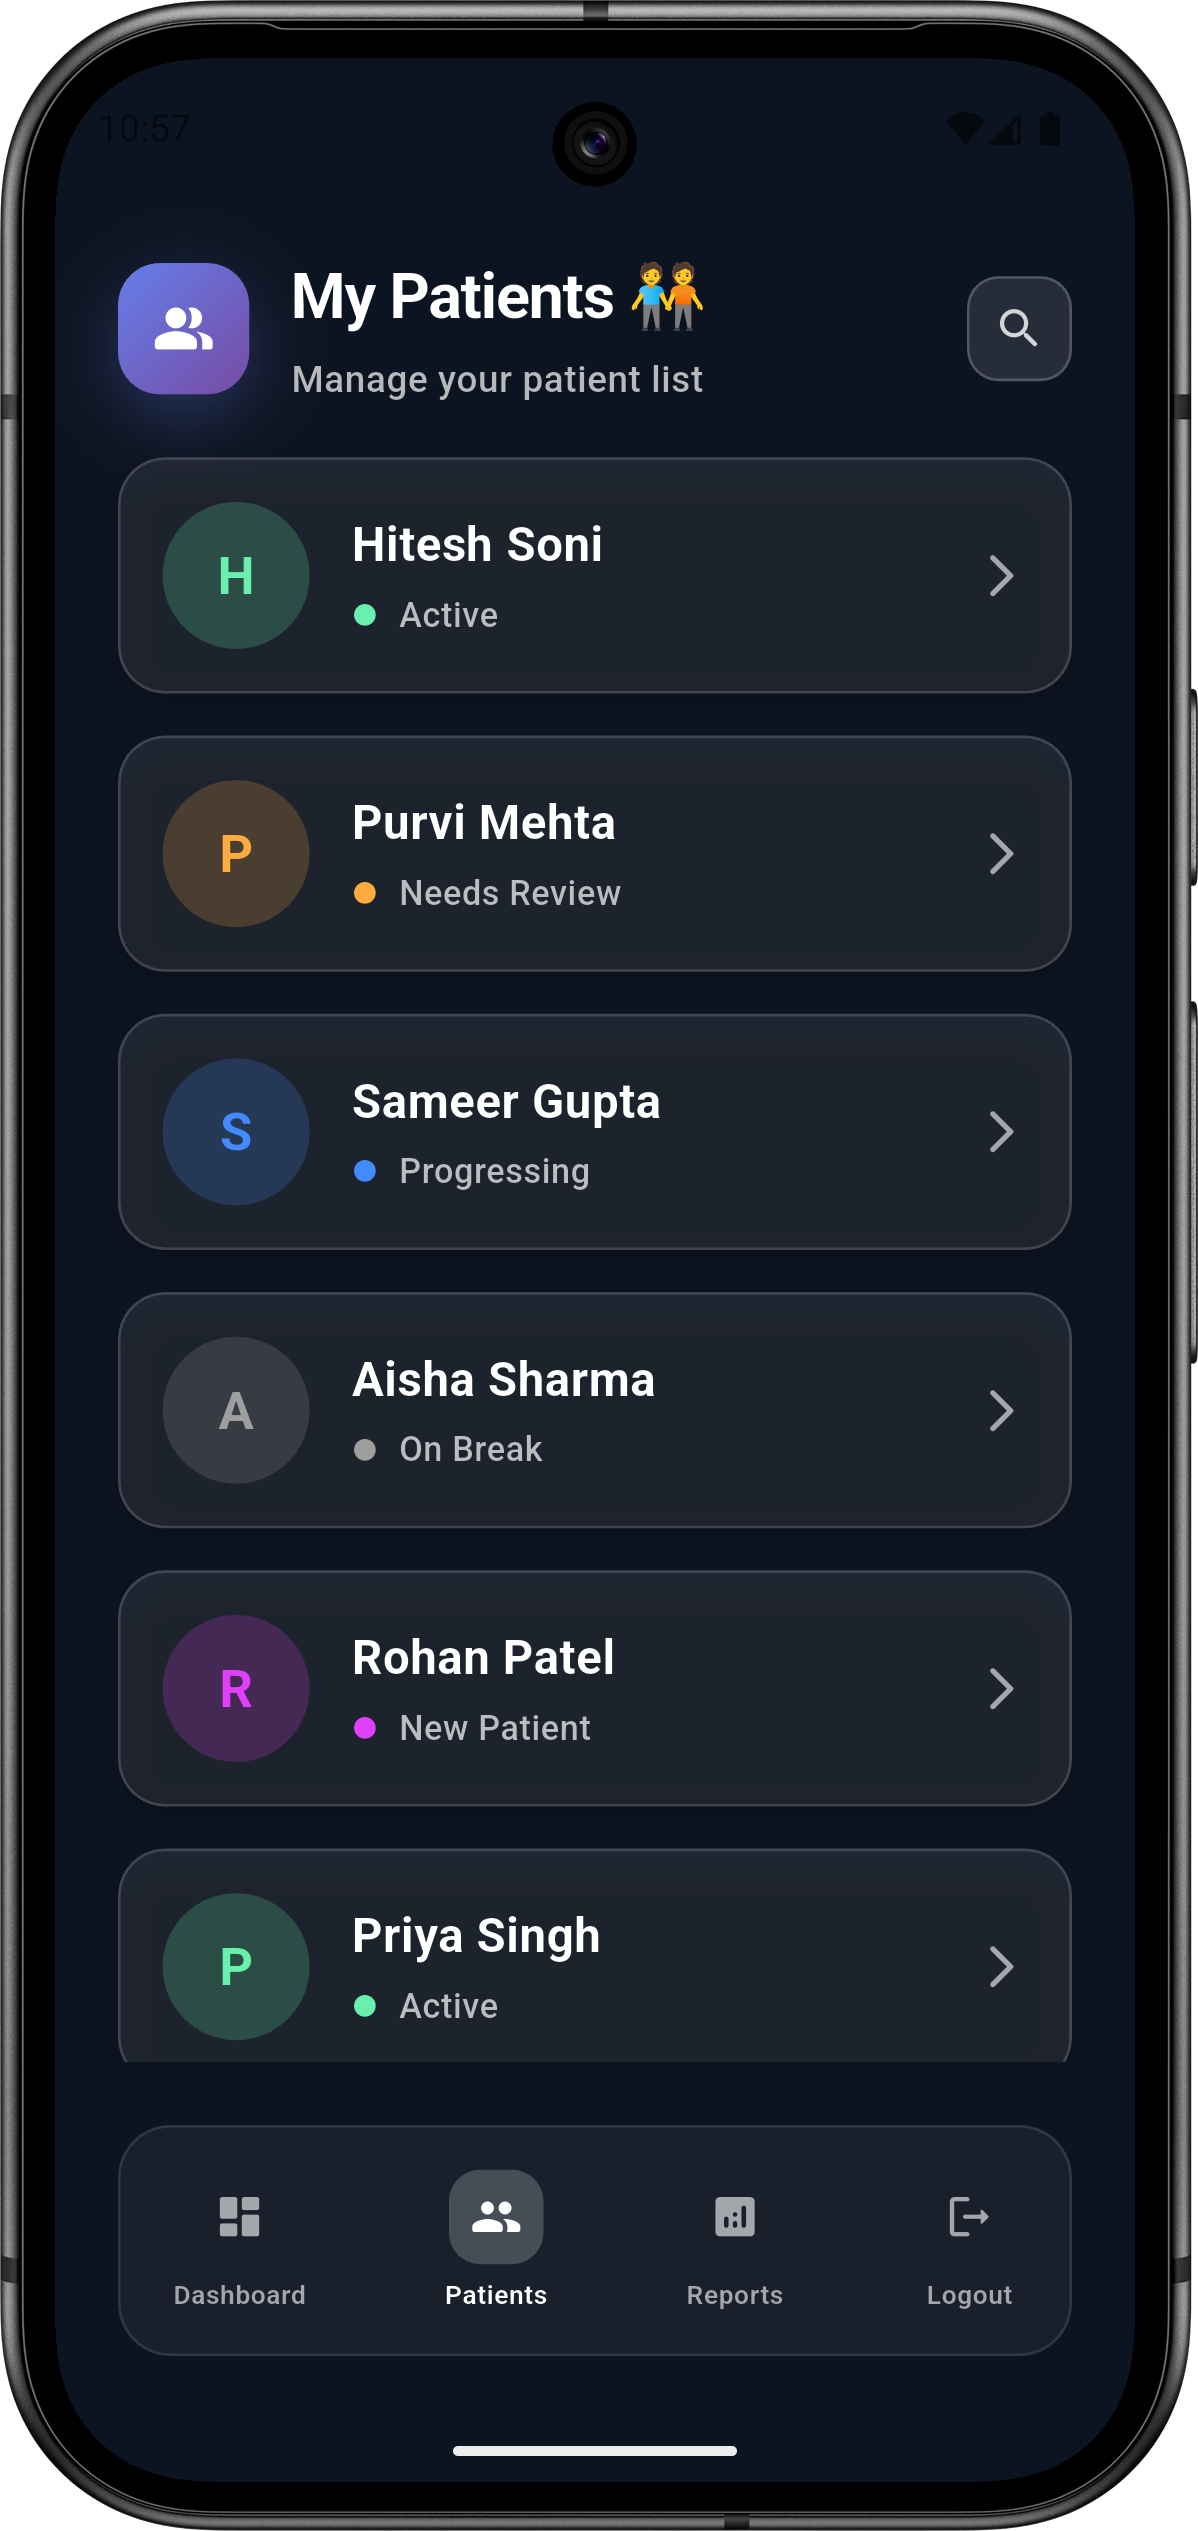 10:57
My Patients 🧑‍🤝‍🧑
Manage your patient list
H
Hitesh Soni
Active
P
Purvi Mehta
Needs Review
S
Sameer Gupta
Progressing
A
Aisha Sharma
On Break
R
Rohan Patel
New Patient
P
Priya Singh
Active
Dashboard
Patients
Reports
Logout